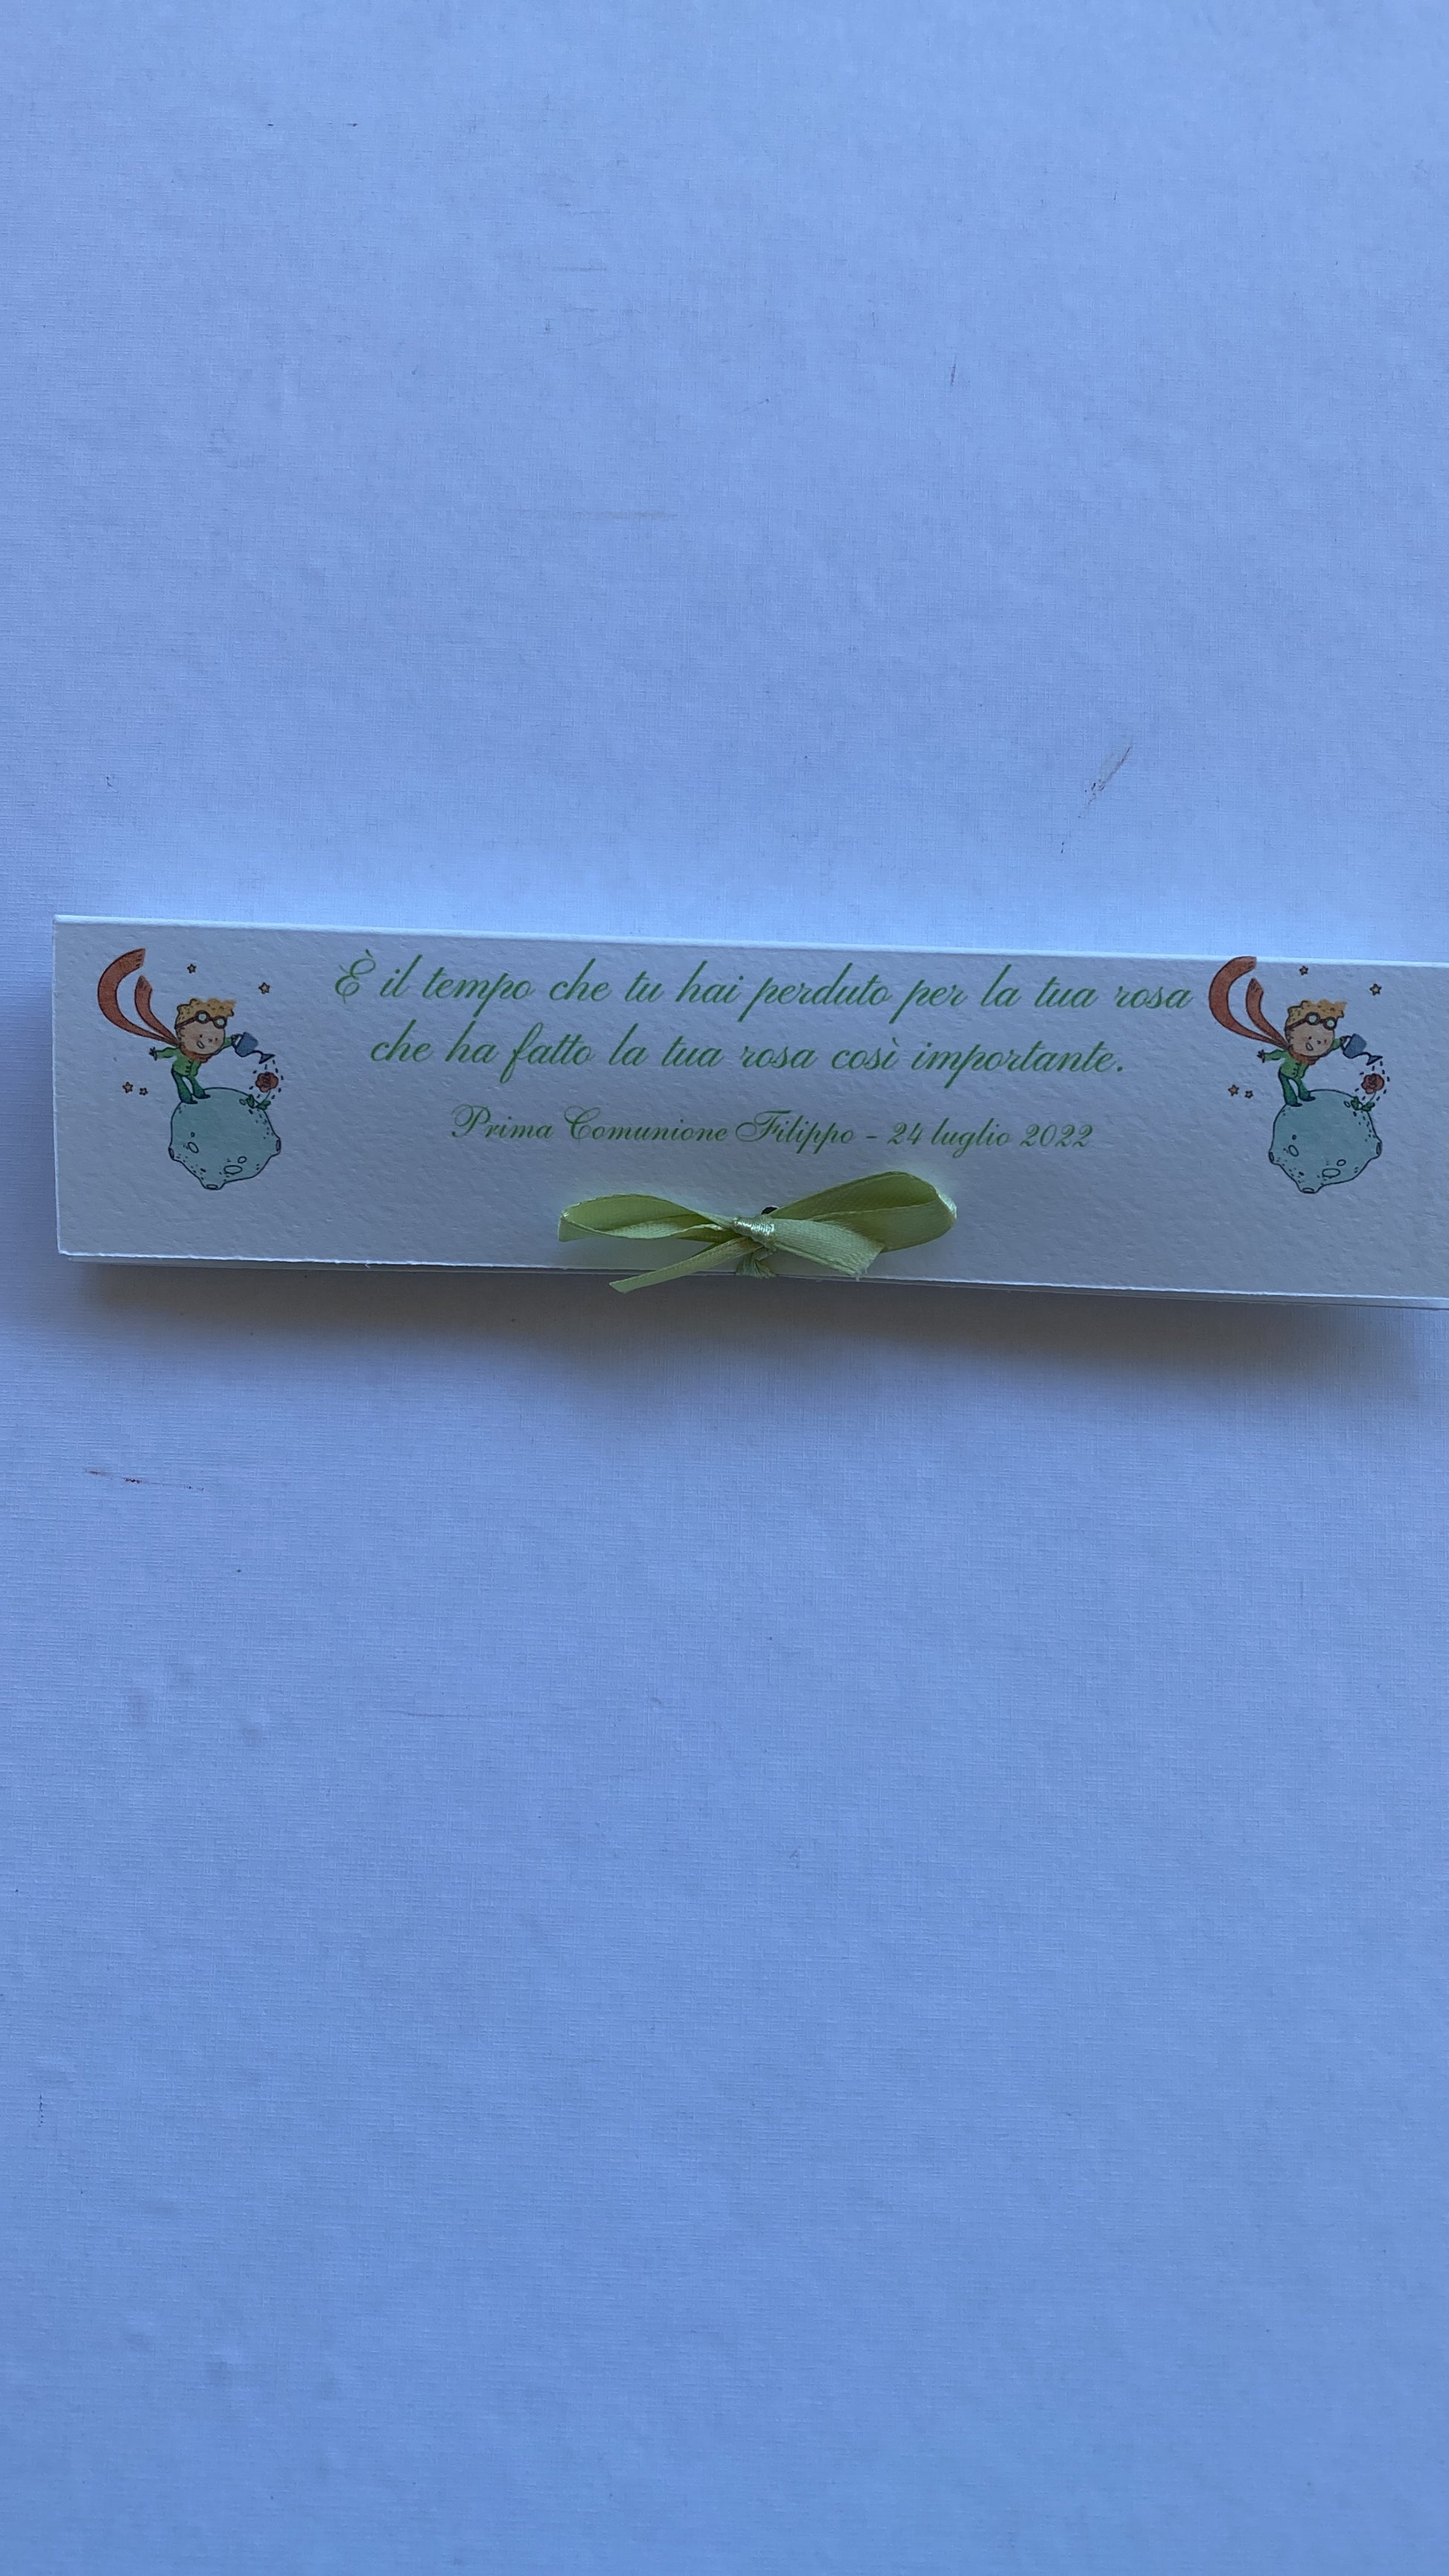 È il tempo che tu hai perduto per la tua rosa
che ha fatto la tua rosa così importante.
Prima Comunione Filippo - 24 luglio 2022